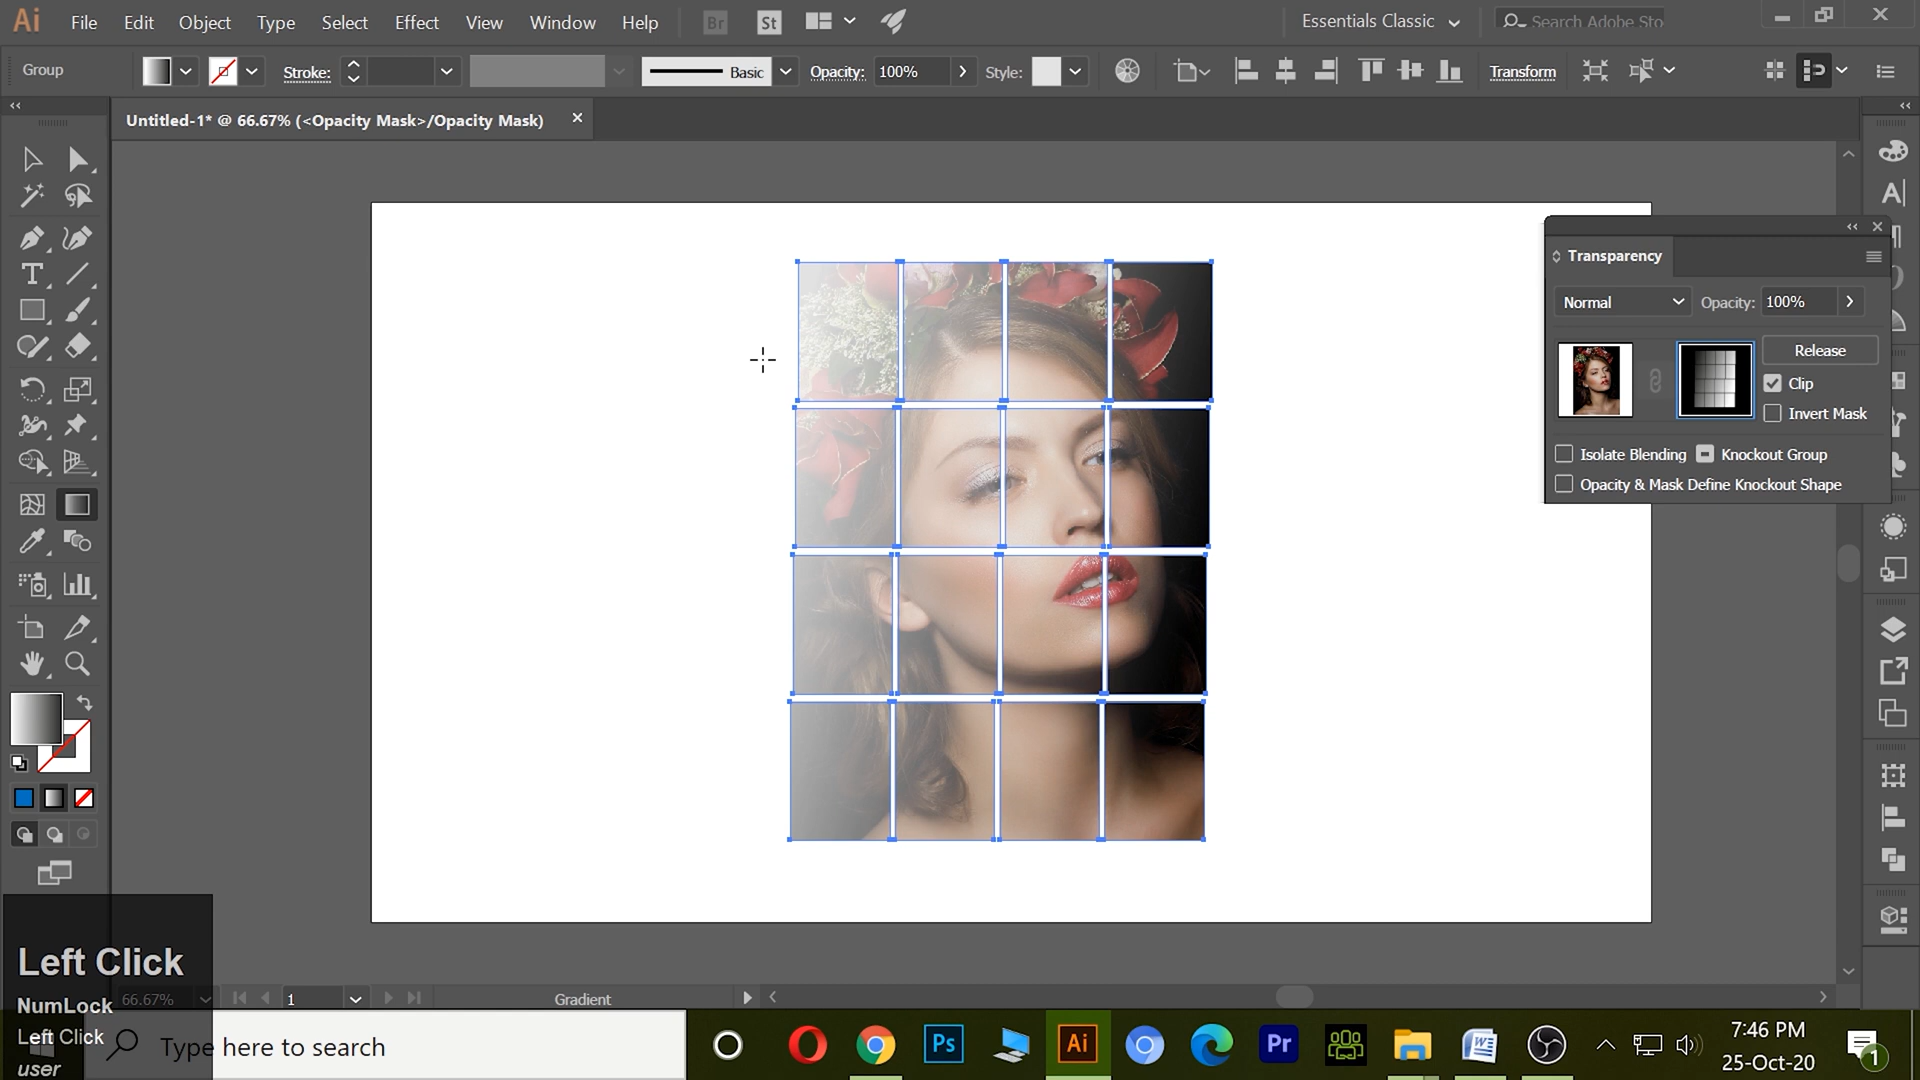 Ai File Edit Object Type Select Effect View Window Help Br St Essentials Classic Search Adobe Sto
Group Stroke: Basic Opacity: 100% Style: Transform
Untitled-1* @ 66.67% (<Opacity Mask>/Opacity Mask)
Transparency
Normal Opacity: 100%
Release
Clip
Invert Mask
Isolate Blending Knockout Group
Opacity & Mask Define Knockout Shape
Left Click
NumLock
Left Click
user
66.67% 1 Gradient
Type here to search
Ps Ai Pr
7:46 PM
25-Oct-20
1